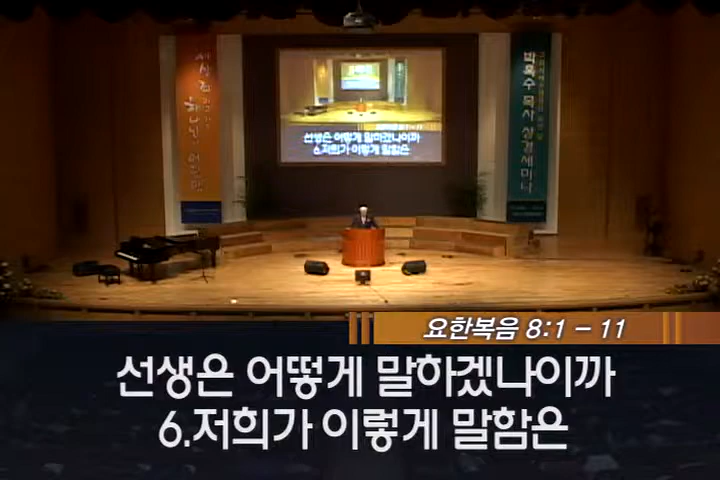 박옥수 목사 성경세미나
선생은 어떻게 말하겠나이까
6.저희가 이렇게 말함은
요한복음 8:1 - 11
선생은 어떻게 말하겠나이까
6.저희가 이렇게 말함은